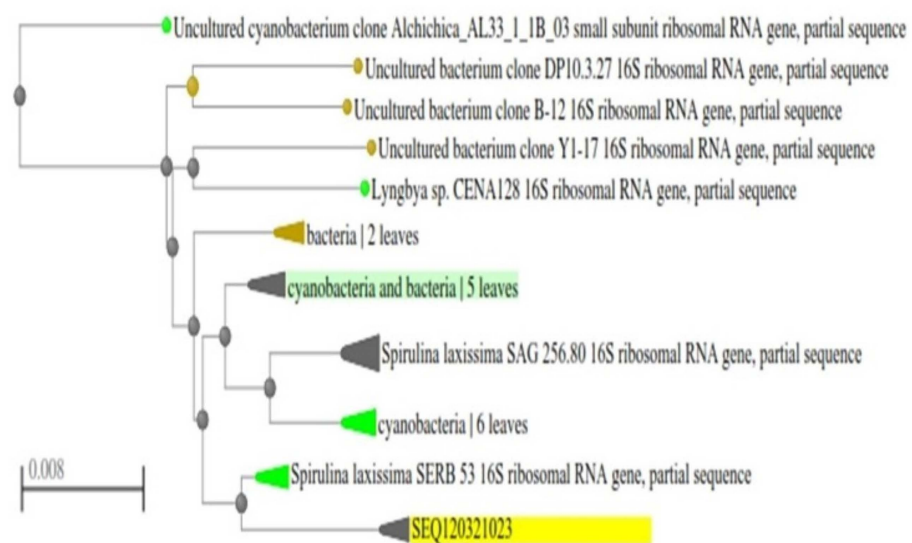 Uncultured cyanobacterium clone Alchichica_AL33_1_1B_03 small subunit ribosomal RNA gene, partial sequence
Uncultured bacterium clone DP10.3.27 16S ribosomal RNA gene, partial sequence
Uncultured bacterium clone B-12 16S ribosomal RNA gene, partial sequence
Uncultured bacterium clone Y1-17 16S ribosomal RNA gene, partial sequence
Lyngbya sp. CENA128 16S ribosomal RNA gene, partial sequence
bacteria | 2 leaves
cyanobacteria and bacteria | 5 leaves
Spirulina laxissima SAG 256.80 16S ribosomal RNA gene, partial sequence
cyanobacteria | 6 leaves
0.008
Spirulina laxissima SERB 53 16S ribosomal RNA gene, partial sequence
SEQ120321023